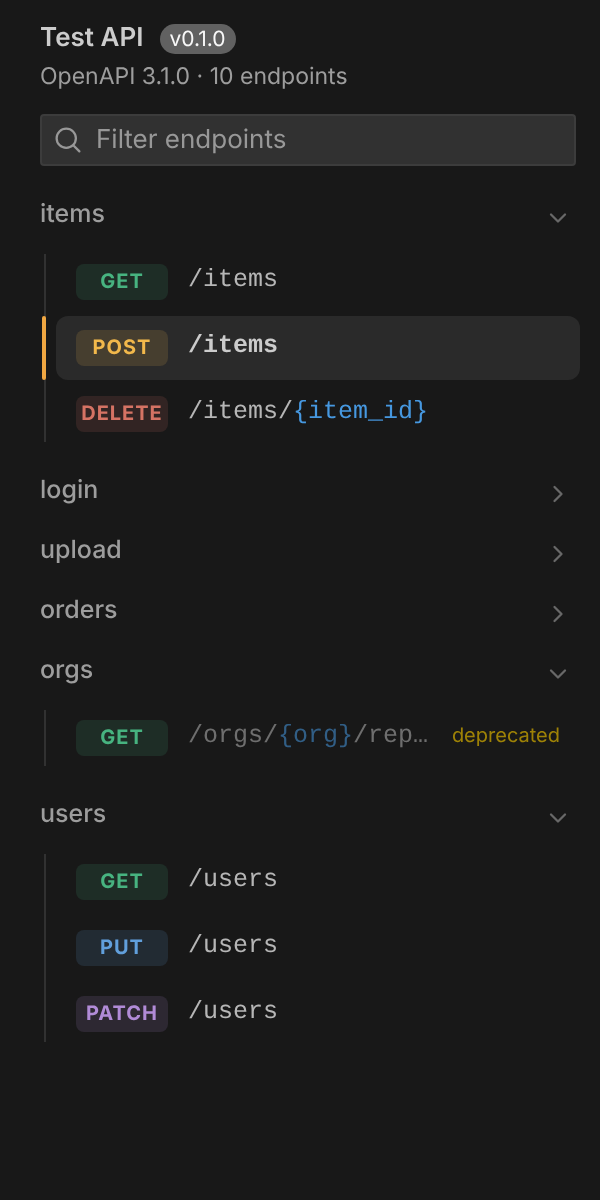 Test API v0.1.0
OpenAPI 3.1.0 · 10 endpoints
Filter endpoints
items
GET /items
POST /items
DELETE /items/{item_id}
login
upload
orders
orgs
GET /orgs/{org}/rep… deprecated
users
GET /users
PUT /users
PATCH /users